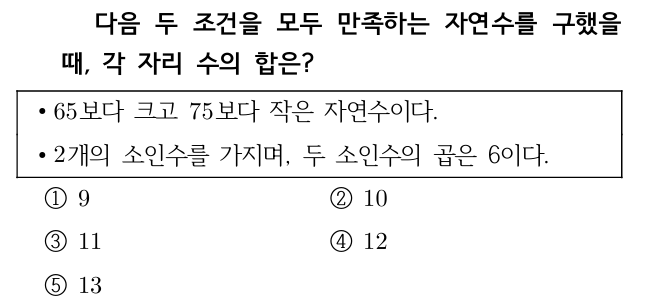 다음 두 조건을 모두 만족하는 자연수를 구했을
때, 각 자리 수의 합은?
• 65보다 크고 75보다 작은 자연수이다.
• 2개의 소인수를 가지며, 두 소인수의 곱은 6이다.
① 9 ② 10
③ 11 ④ 12
⑤ 13